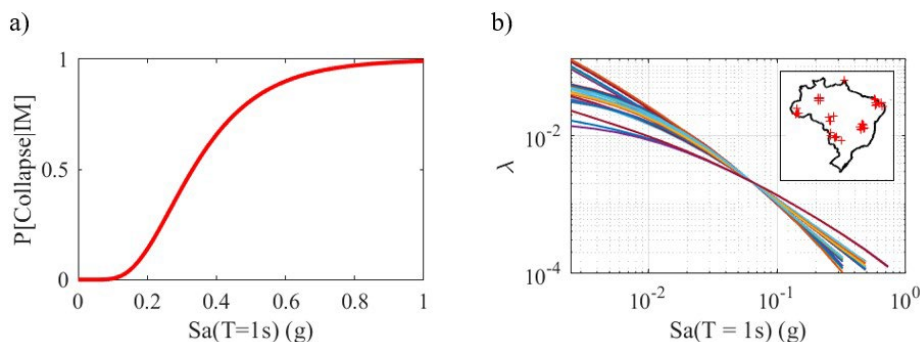 a)
P[Collapse|IM]
1
0.5
0
0 0.2 0.4 0.6 0.8 1
Sa(T=1s) (g)
b)
λ
10^-2
10^-4
10^-2 10^-1 10^0
Sa(T = 1s) (g)